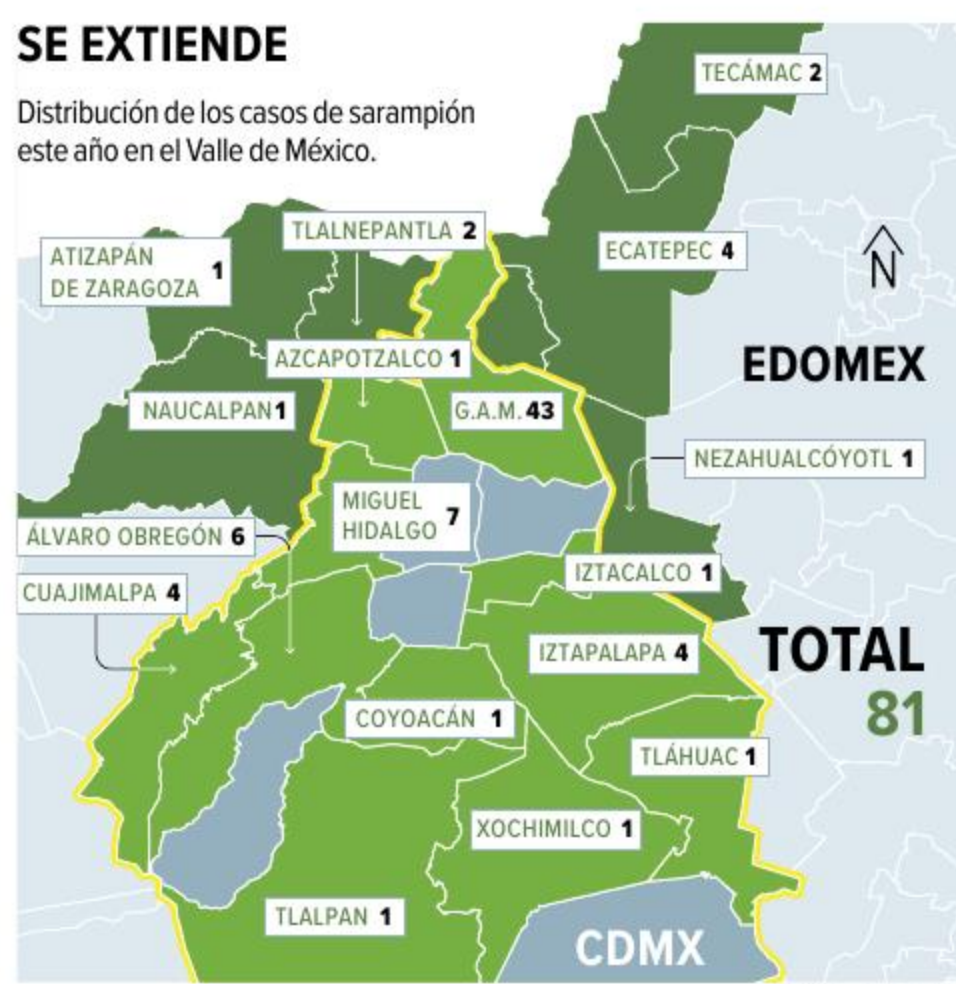 SE EXTIENDE
Distribución de los casos de sarampión
este año en el Valle de México.
TECÁMAC 2
TLALNEPANTLA 2
ECATEPEC 4
ATIZAPÁN
DE ZARAGOZA 1
N
AZCAPOTZALCO 1
EDOMEX
NAUCALPAN 1
G.A.M. 43
NEZAHUALCÓYOTL 1
MIGUEL
HIDALGO 7
ÁLVARO OBREGÓN 6
IZTACALCO 1
CUAJIMALPA 4
IZTAPALAPA 4
TOTAL
81
COYOACÁN 1
TLÁHUAC 1
XOCHIMILCO 1
TLALPAN 1
CDMX